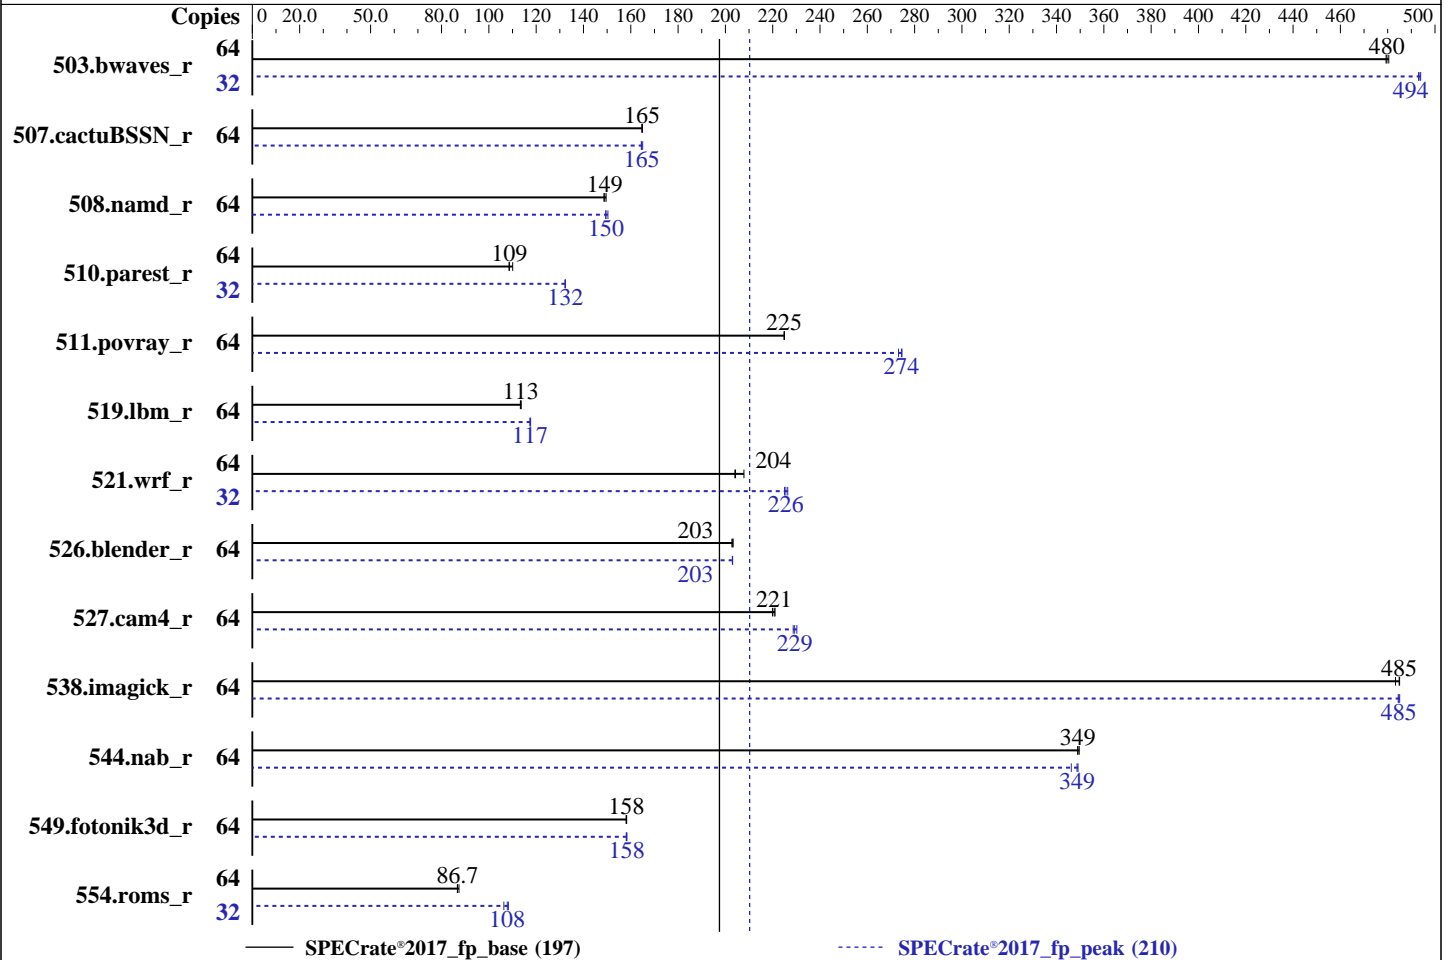 Copies 0 20.0 50.0 80.0 100 120 140 160 180 200 220 240 260 280 300 320 340 360 380 400 420 440 460 500
503.bwaves_r 64 480
32 494
507.cactuBSSN_r 64 165
165
508.namd_r 64 149
150
510.parest_r 64 109
32 132
511.povray_r 64 225
274
519.lbm_r 64 113
117
521.wrf_r 64 204
32 226
526.blender_r 64 203
203
527.cam4_r 64 221
229
538.imagick_r 64 485
485
544.nab_r 64 349
349
549.fotonik3d_r 64 158
158
554.roms_r 64 86.7
32 108
SPECrate®2017_fp_base (197) SPECrate®2017_fp_peak (210)